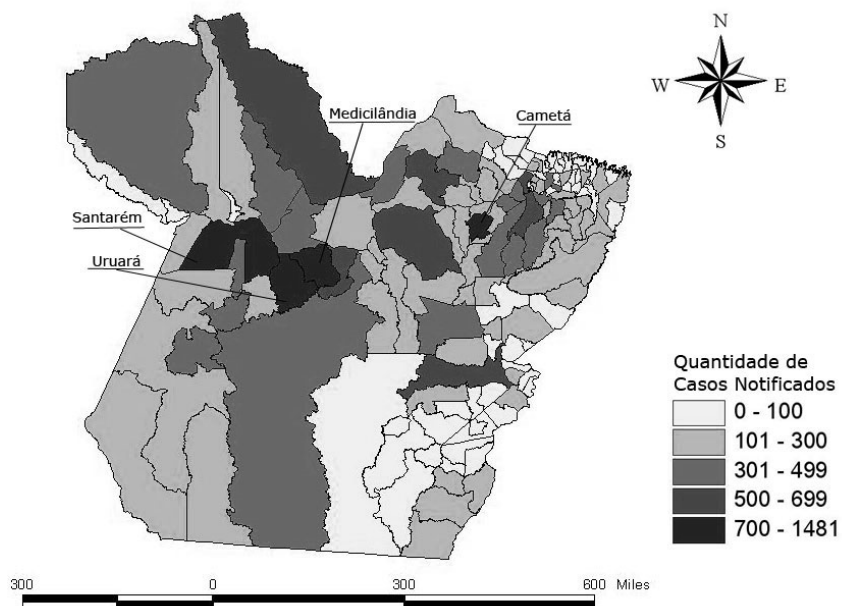 N
W E
S
Medicilândia
Cametá
Santarém
Uruará
Quantidade de
Casos Notificados
0 - 100
101 - 300
301 - 499
500 - 699
700 - 1481
300 0 300 600 Miles